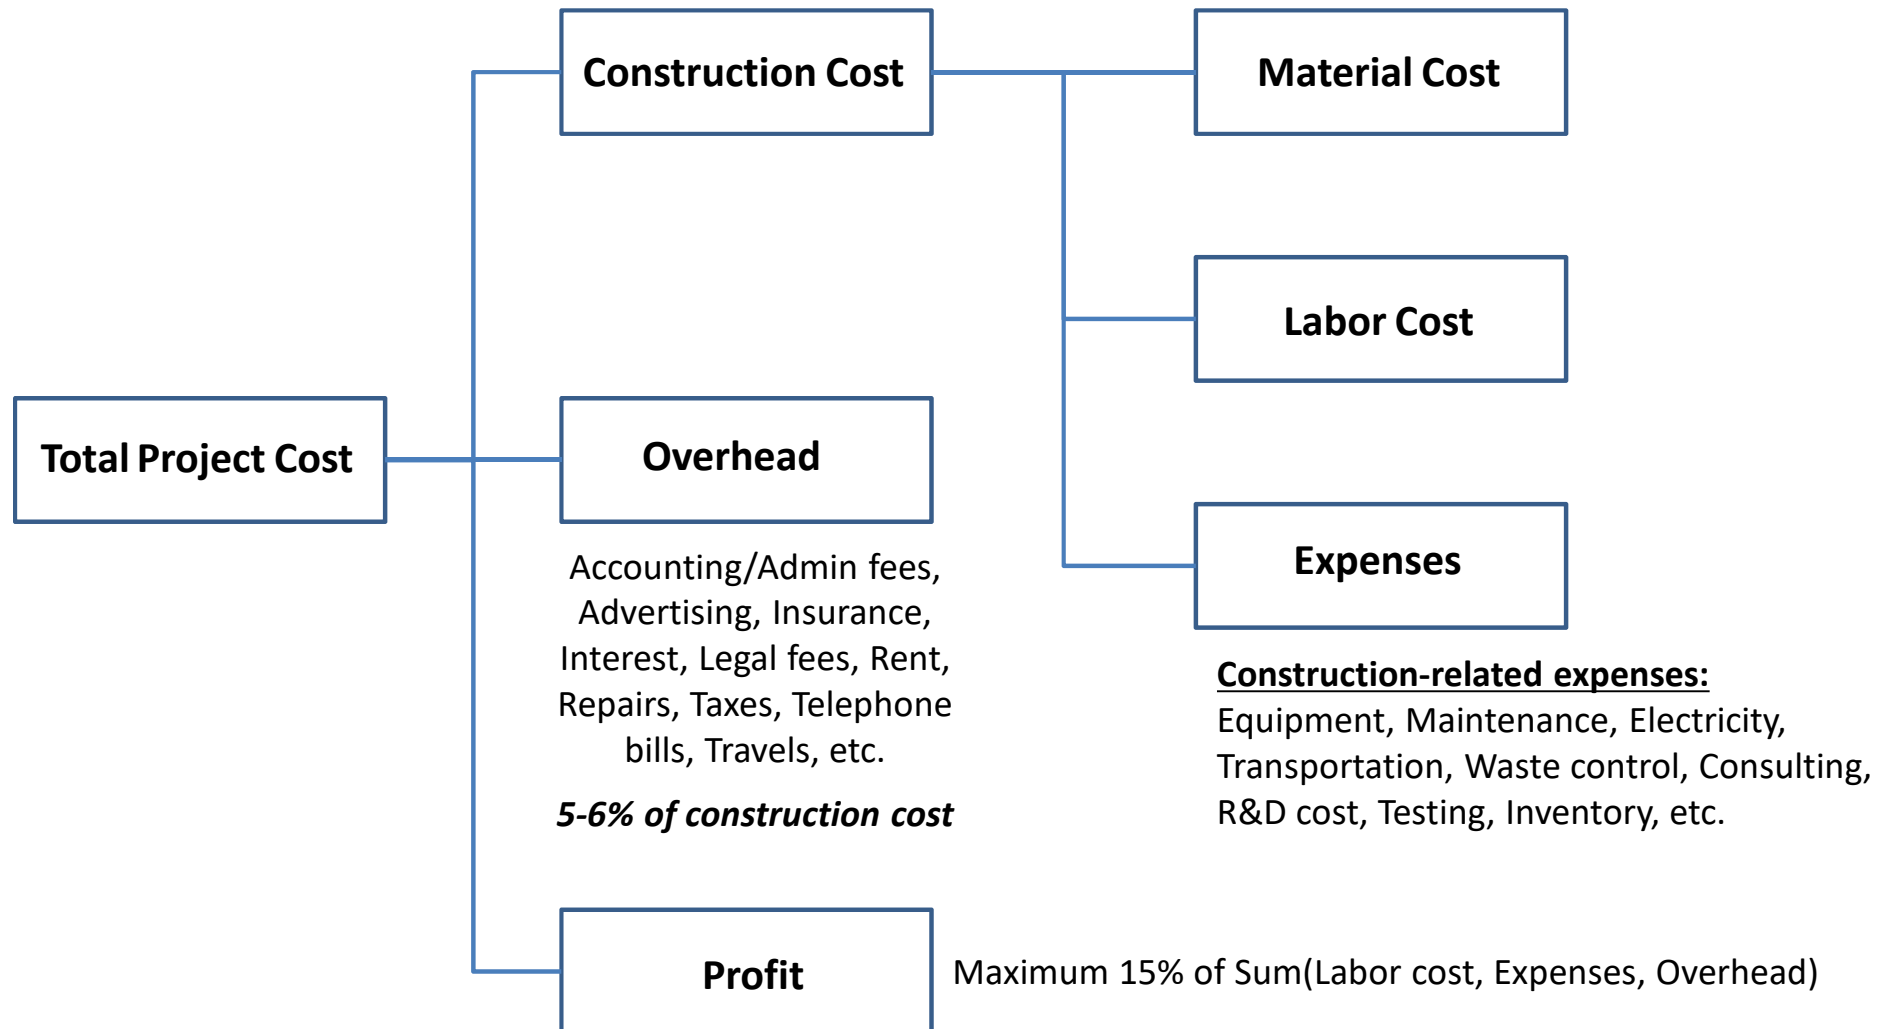 Construction Cost
Material Cost
Labor Cost
Total Project Cost
Overhead
Expenses
Accounting/Admin fees,
Advertising, Insurance,
Interest, Legal fees, Rent,
Repairs, Taxes, Telephone
bills, Travels, etc.
5-6% of construction cost
Construction-related expenses:
Equipment, Maintenance, Electricity,
Transportation, Waste control, Consulting,
R&D cost, Testing, Inventory, etc.
Profit
Maximum 15% of Sum(Labor cost, Expenses, Overhead)